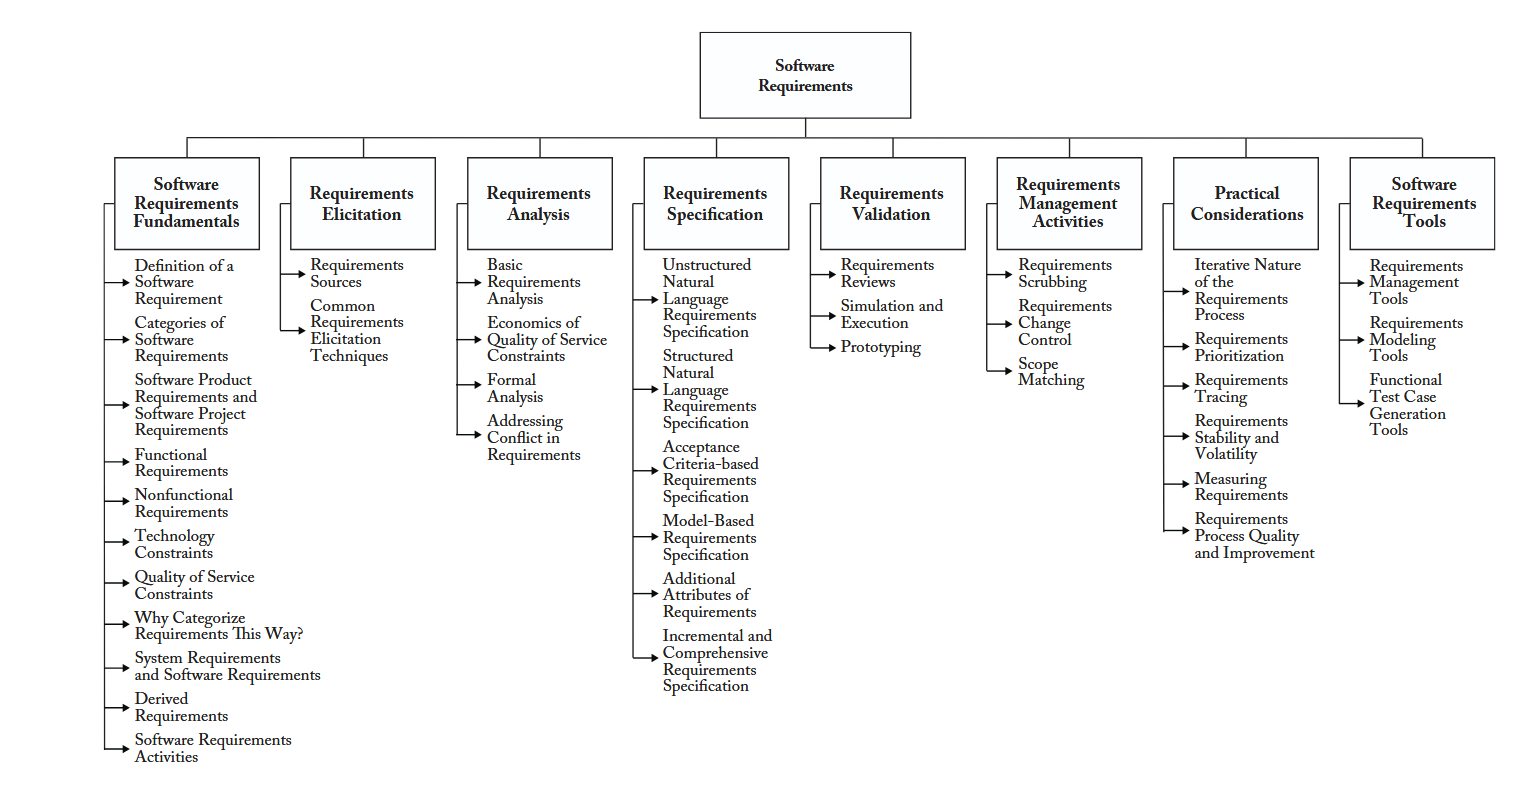 Software
Requirements
Software
Requirements
Fundamentals
Definition of a
Software
Requirement
Categories of
Software
Requirements
Software Product
Requirements and
Software Project
Requirements
Functional
Requirements
Nonfunctional
Requirements
Technology
Constraints
Quality of Service
Constraints
Why Categorize
Requirements This Way?
System Requirements
and Software Requirements
Derived
Requirements
Software Requirements
Activities
Requirements
Elicitation
Requirements
Sources
Common
Requirements
Elicitation
Techniques
Requirements
Analysis
Basic
Requirements
Analysis
Economics of
Quality of Service
Constraints
Formal
Analysis
Addressing
Conflict in
Requirements
Requirements
Specification
Unstructured
Natural
Language
Requirements
Specification
Structured
Natural
Language
Requirements
Specification
Acceptance
Criteria-based
Requirements
Specification
Model-Based
Requirements
Specification
Additional
Attributes of
Requirements
Incremental and
Comprehensive
Requirements
Specification
Requirements
Validation
Requirements
Reviews
Simulation and
Execution
Prototyping
Requirements
Management
Activities
Requirements
Scrubbing
Requirements
Change
Control
Scope
Matching
Practical
Considerations
Iterative Nature
of the
Requirements
Process
Requirements
Prioritization
Requirements
Tracing
Requirements
Stability and
Volatility
Measuring
Requirements
Requirements
Process Quality
and Improvement
Software
Requirements
Tools
Requirements
Management
Tools
Requirements
Modeling
Tools
Functional
Test Case
Generation
Tools